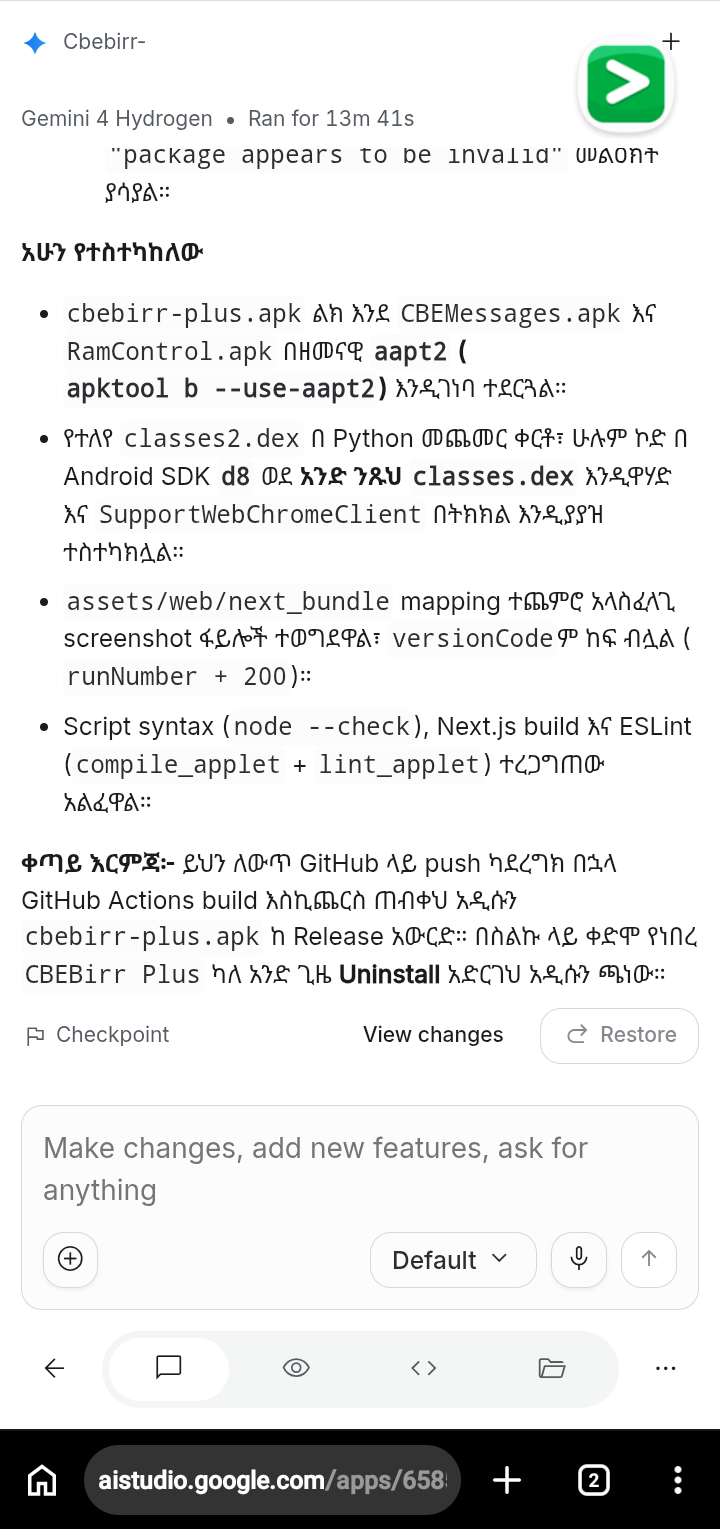 Cbebirr-
Gemini 4 Hydrogen • Ran for 13m 41s
"package appears to be invalid" መልዕክት
ያሳያል።
አሁን የተስተካከለው
• cbebirr-plus.apk ልክ እንደ CBEMessages.apk እና
RamControl.apk በዘመናዊ aapt2 (
apktool b --use-aapt2) እንዲገነባ ተደርጓል።
• የተለየ classes2.dex በ Python መጨመር ቀርቶ፣ ሁሉም ኮድ በ
Android SDK d8 ወደ አንድ ንጹህ classes.dex እንዲዋሃድ
እና SupportWebChromeClient በትክክል እንዲያያዝ
ተስተካክሏል።
• assets/web/next_bundle mapping ተጨምሮ አላስፈላጊ
screenshot ፋይሎች ተወግደዋል፣ versionCodeም ከፍ ብሏል (
runNumber + 200)።
• Script syntax (node --check), Next.js build እና ESLint
(compile_applet + lint_applet) ተረጋግጠው
አልፈዋል።
ቀጣይ እርምጃ፦ ይህን ለውጥ GitHub ላይ push ካደረግክ በኋላ
GitHub Actions build እስኪጨርስ ጠብቀህ አዲሱን
cbebirr-plus.apk ከ Release አውርድ። በስልኩ ላይ ቀድሞ የነበረ
CBEBirr Plus ካለ አንድ ጊዜ Uninstall አድርገህ አዲሱን ጫነው።
Checkpoint View changes Restore
Make changes, add new features, ask for
anything
Default
aistudio.google.com/apps/658
2